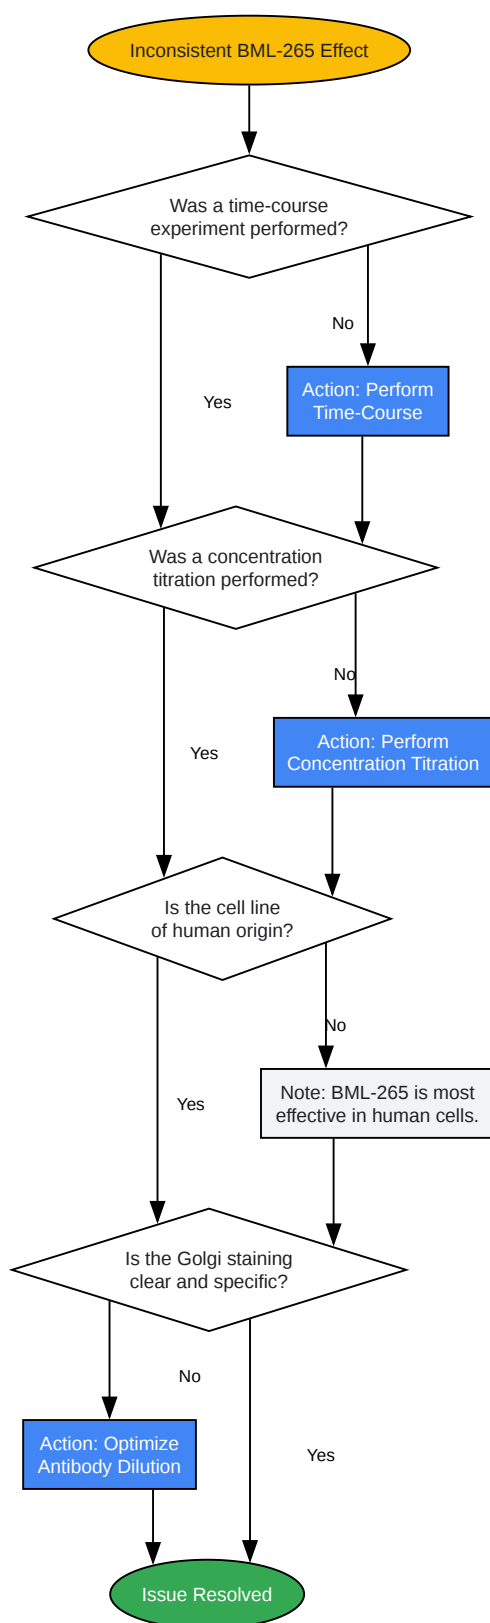 Inconsistent BML-265 Effect
Was a time-course
experiment performed?
No
Action: Perform
Time-Course
Yes
Was a concentration
titration performed?
No
Action: Perform
Concentration Titration
Yes
Is the cell line
of human origin?
No
Note: BML-265 is most
effective in human cells.
Yes
Is the Golgi staining
clear and specific?
No
Action: Optimize
Antibody Dilution
Yes
Issue Resolved